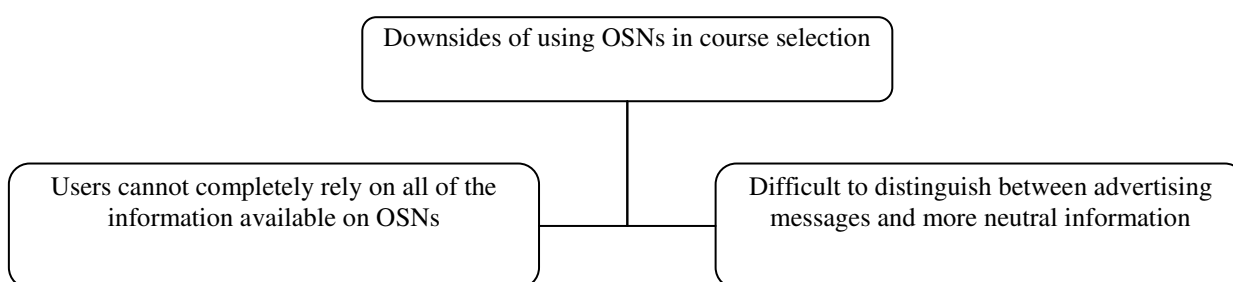 Downsides of using OSNs in course selection
Users cannot completely rely on all of the
information available on OSNs
Difficult to distinguish between advertising
messages and more neutral information